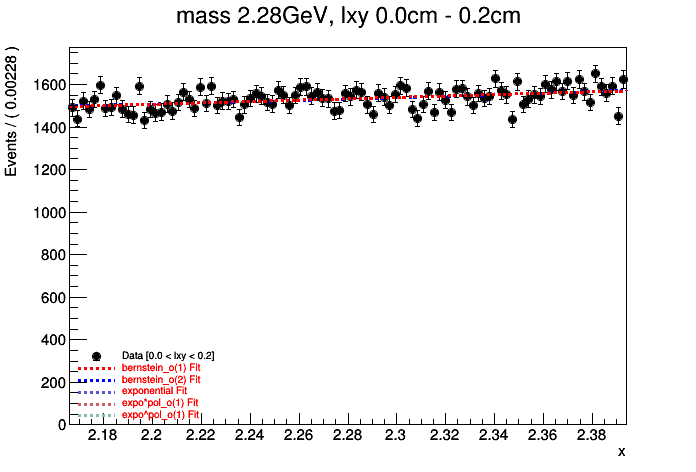 mass 2.28GeV, lxy 0.0cm - 0.2cm
Events / ( 0.00228 )
1600
1400
1200
1000
800
600
400
200
0
Data [0.0 < lxy < 0.2]
bernstein_o(1) Fit
bernstein_o(2) Fit
exponential Fit
expo*pol_o(1) Fit
expo^pol_o(1) Fit
2.18 2.2 2.22 2.24 2.26 2.28 2.3 2.32 2.34 2.36 2.38
x